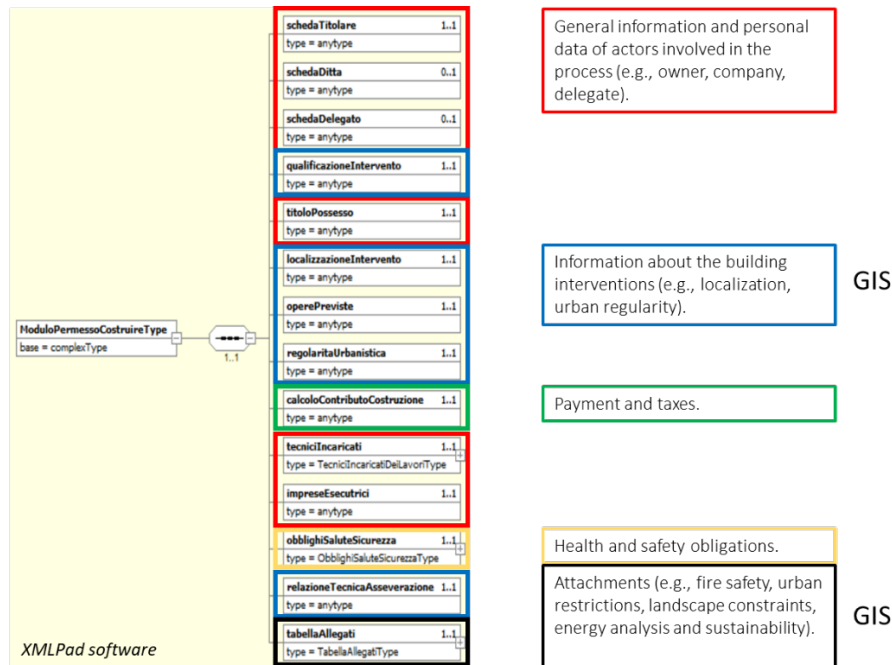 schedaTitolare 1..1
type = anytype
schedaDitta 0..1
type = anytype
schedaDelegato 0..1
type = anytype
qualificazioneIntervento 1..1
type = anytype
titoloPossesso 1..1
type = anytype
localizzazioneIntervento 1..1
type = anytype
operePreviste 1..1
type = anytype
regolaritaUrbanistica 1..1
type = anytype
ModuloPermessoCostruireType
base = complexType
1..1
calcoloContributoCostruzione 1..1
type = anytype
tecniciIncaricati 1..1
type = TecniciIncaricatiDeiLavoriType
impreseEsecutrici 1..1
type = anytype
obblighiSaluteSicurezza 1..1
type = ObblighiSaluteSicurezzaType
relazioneTecnicaAsseverazione 1..1
type = anytype
tabellaAllegati 1..1
type = TabellaAllegatiType
XMLPad software
General information and personal
data of actors involved in the
process (e.g., owner, company,
delegate).
Information about the building
interventions (e.g., localization,
urban regularity).
GIS
Payment and taxes.
Health and safety obligations.
Attachments (e.g., fire safety, urban
restrictions, landscape constraints,
energy analysis and sustainability).
GIS